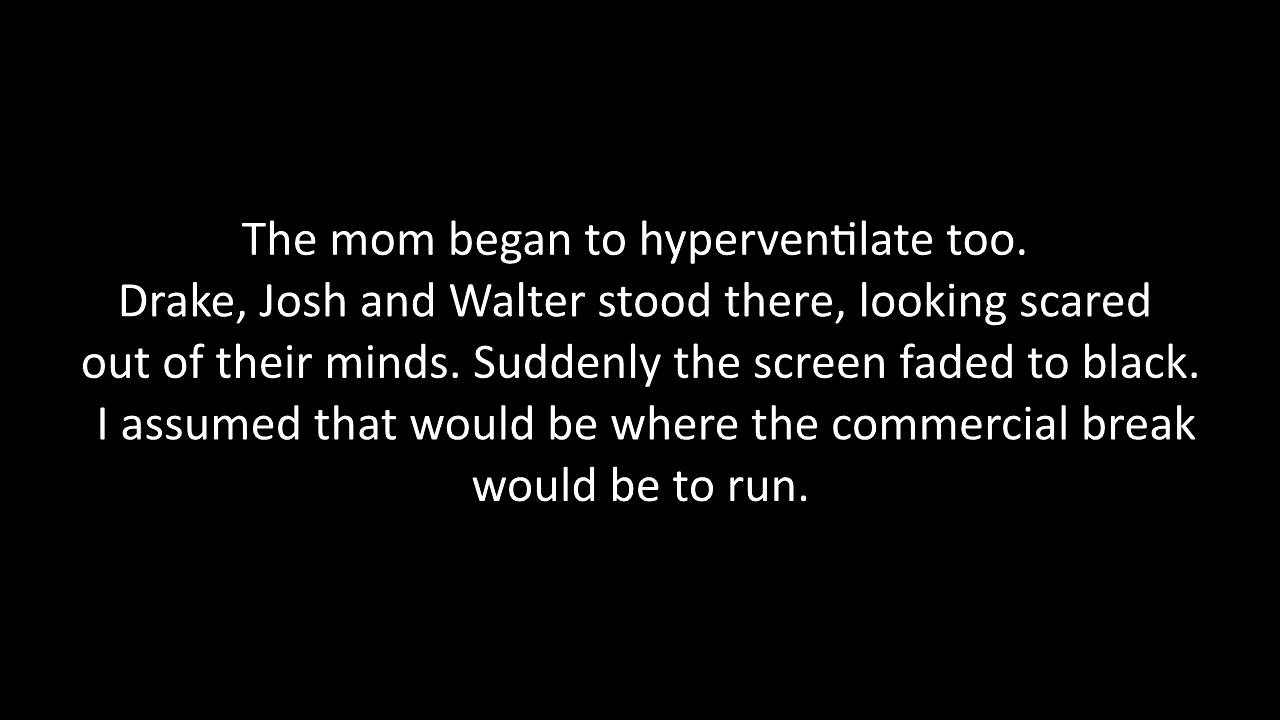 The mom began to hyperventilate too.
Drake, Josh and Walter stood there, looking scared
out of their minds. Suddenly the screen faded to black.
I assumed that would be where the commercial break
would be to run.